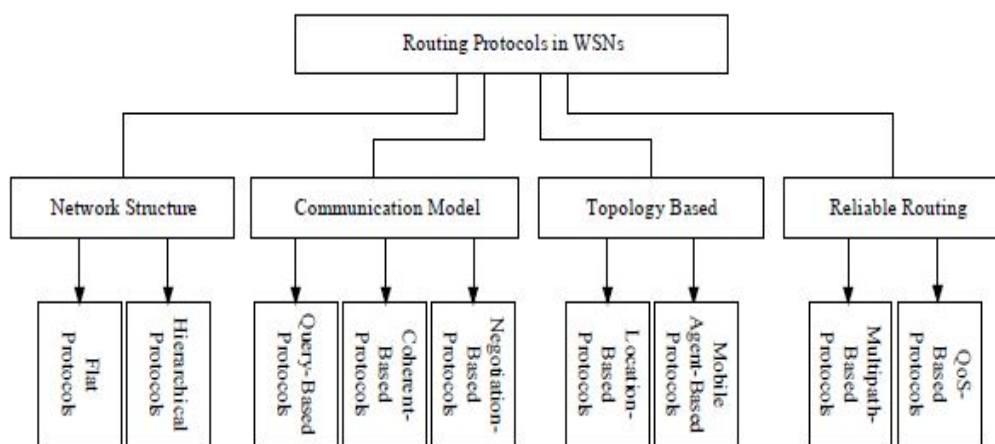 Routing Protocols in WSNs
Network Structure
Communication Model
Topology Based
Reliable Routing
Flat
Protocols
Hierarchical
Protocols
Query-Based
Protocols
Coherent-
Based
Protocols
Negotiation-
Based
Protocols
Location-
Based
Protocols
Mobile
Agent-Based
Protocols
Multipath-
Based
Protocols
QoS-
Based
Protocols